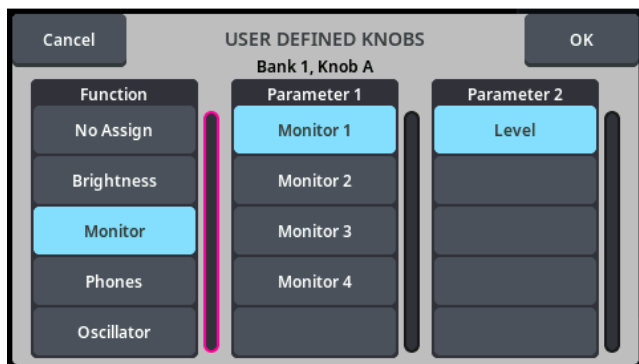 Cancel
USER DEFINED KNOBS
OK
Bank 1, Knob A
Function
No Assign
Brightness
Monitor
Phones
Oscillator
Parameter 1
Monitor 1
Monitor 2
Monitor 3
Monitor 4
Parameter 2
Level